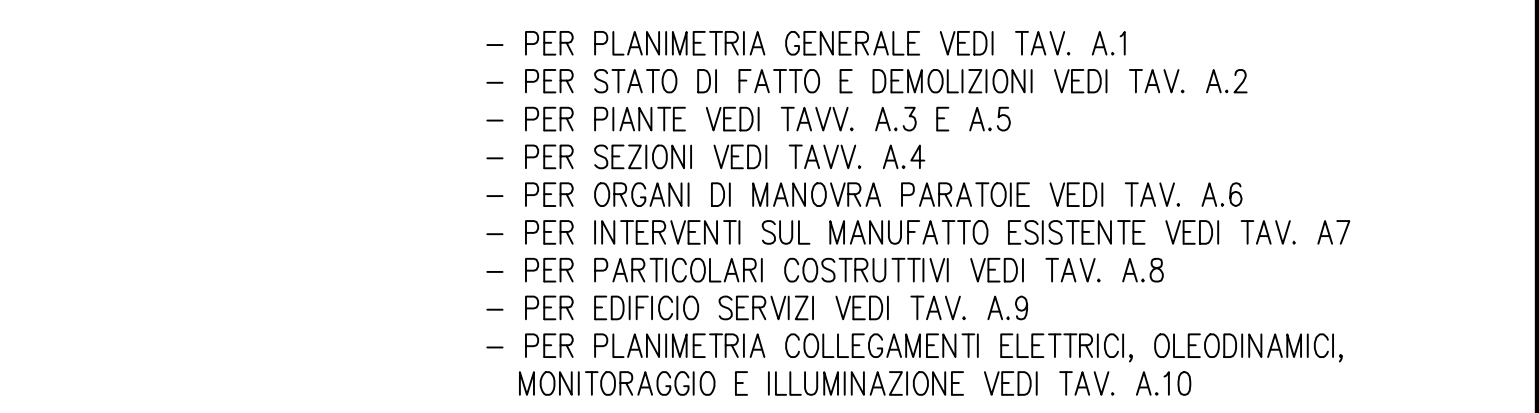 – PER PLANIMETRIA GENERALE VEDI TAV. A.1
– PER STATO DI FATTO E DEMOLIZIONI VEDI TAV. A.2
– PER PIANTE VEDI TAVV. A.3 E A.5
– PER SEZIONI VEDI TAVV. A.4
– PER ORGANI DI MANOVRA PARATOIE VEDI TAV. A.6
– PER INTERVENTI SUL MANUFATTO ESISTENTE VEDI TAV. A7
– PER PARTICOLARI COSTRUTTIVI VEDI TAV. A.8
– PER EDIFICIO SERVIZI VEDI TAV. A.9
– PER PLANIMETRIA COLLEGAMENTI ELETTRICI, OLEODINAMICI,
MONITORAGGIO E ILLUMINAZIONE VEDI TAV. A.10